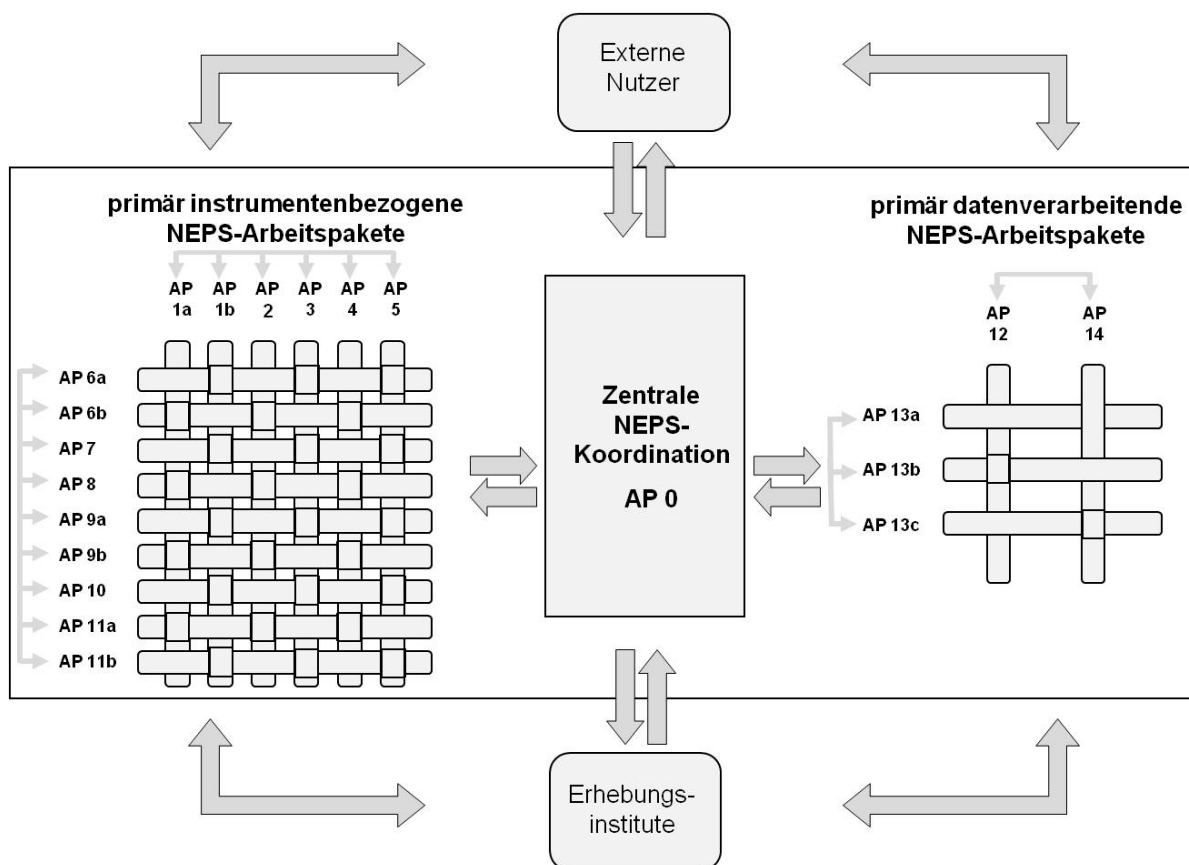 Externe
Nutzer
primär instrumentenbezogene
NEPS-Arbeitspakete
AP AP AP AP AP AP
1a 1b 2 3 4 5
AP 6a
AP 6b
AP 7
AP 8
AP 9a
AP 9b
AP 10
AP 11a
AP 11b
Zentrale
NEPS-
Koordination
AP 0
primär datenverarbeitende
NEPS-Arbeitspakete
AP AP
12 14
AP 13a
AP 13b
AP 13c
Erhebungs-
institute